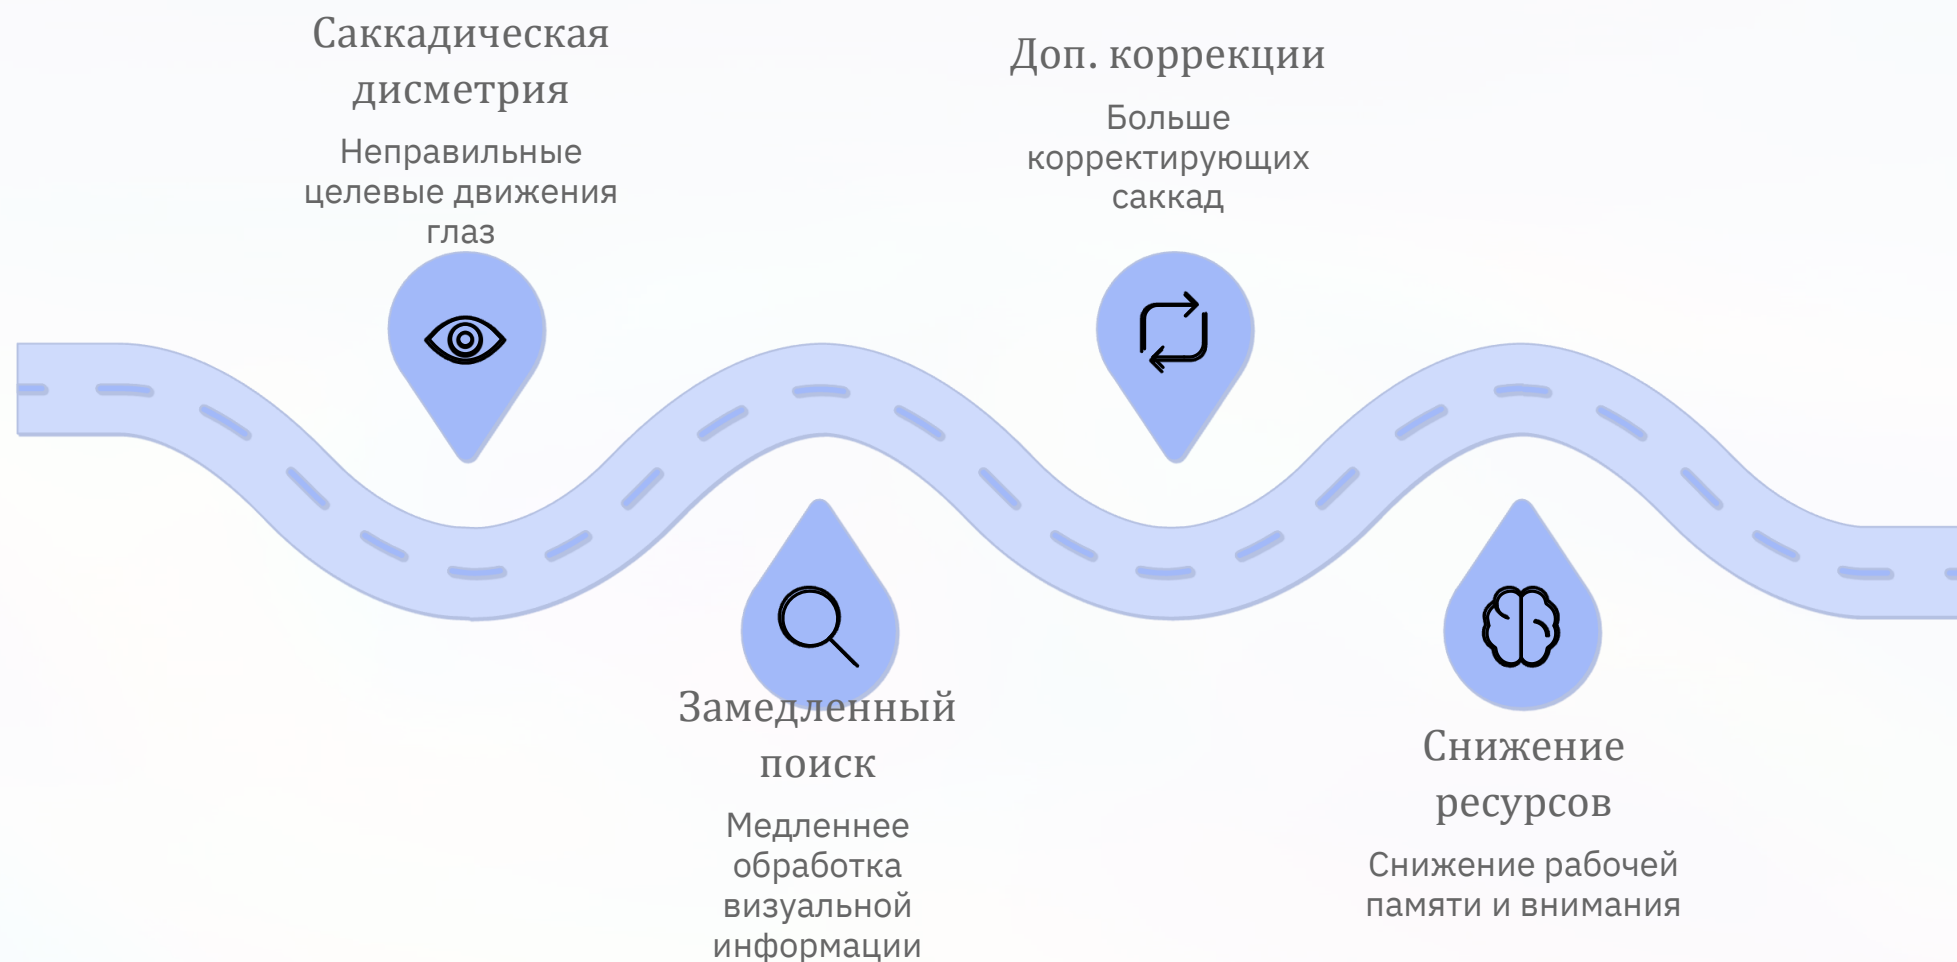 Саккадическая
дисметрия
Неправильные
целевые движения
глаз
Замедленный
поиск
Медленнее
обработка
визуальной
информации
Доп. коррекции
Больше
корректирующих
саккад
Снижение
ресурсов
Снижение рабочей
памяти и внимания